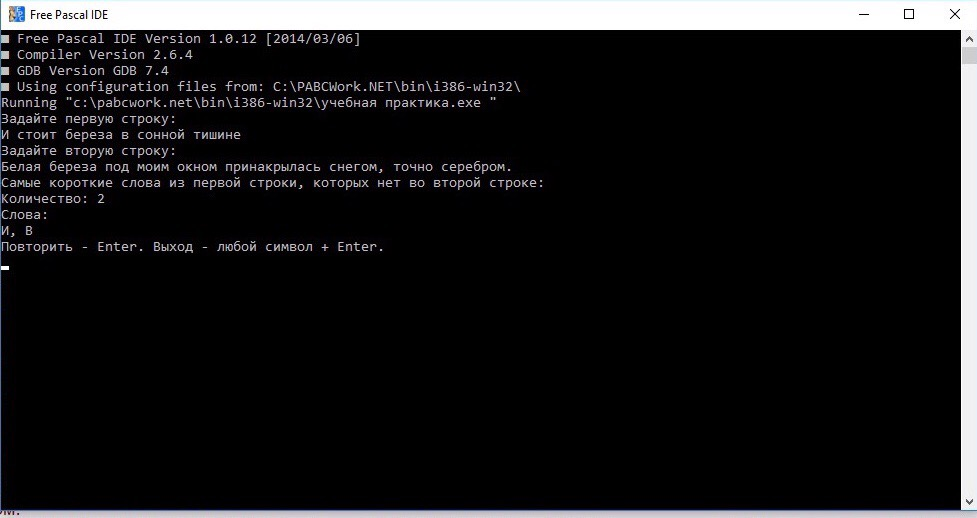 Free Pascal IDE
Free Pascal IDE Version 1.0.12 [2014/03/06]
Compiler Version 2.6.4
GDB Version GDB 7.4
Using configuration files from: C:\PABCWork.NET\bin\i386-win32\
Running "c:\pabcwork.net\bin\i386-win32\учебная практика.exe "
Задайте первую строку:
И стоит береза в сонной тишине
Задайте вторую строку:
Белая береза под моим окном принакрылась снегом, точно серебром.
Самые короткие слова из первой строки, которых нет во второй строке:
Количество: 2
Слова:
И, В
Повторить - Enter. Выход - любой символ + Enter.